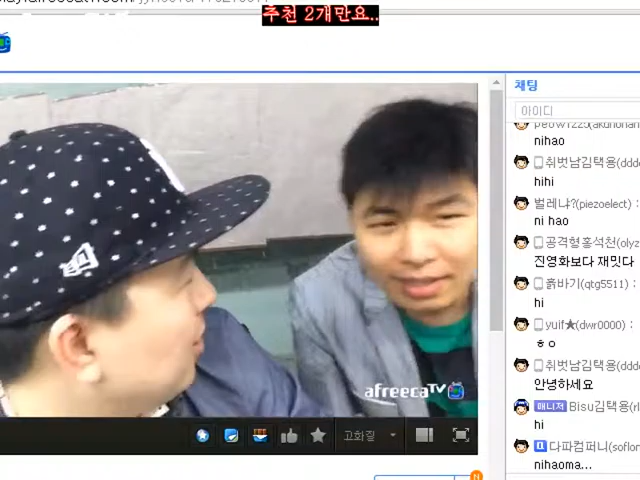 추천 2개만요..
채팅
아이디
nihao
취벗남김택용(ddd
hihi
벌레냐?(piezoelect) :
ni hao
공격형홍석천(olyz
진영화보다 재밋다
흙바기(qtg5511) :
hi
yuif★(dwr0000) :
ㅎㅇ
취벗남김택용(ddd
안녕하세요
매니저 Bisu김택용(rl
hi
다파컴퍼니(soflor
nihaoma...
afreecaTV
고화질